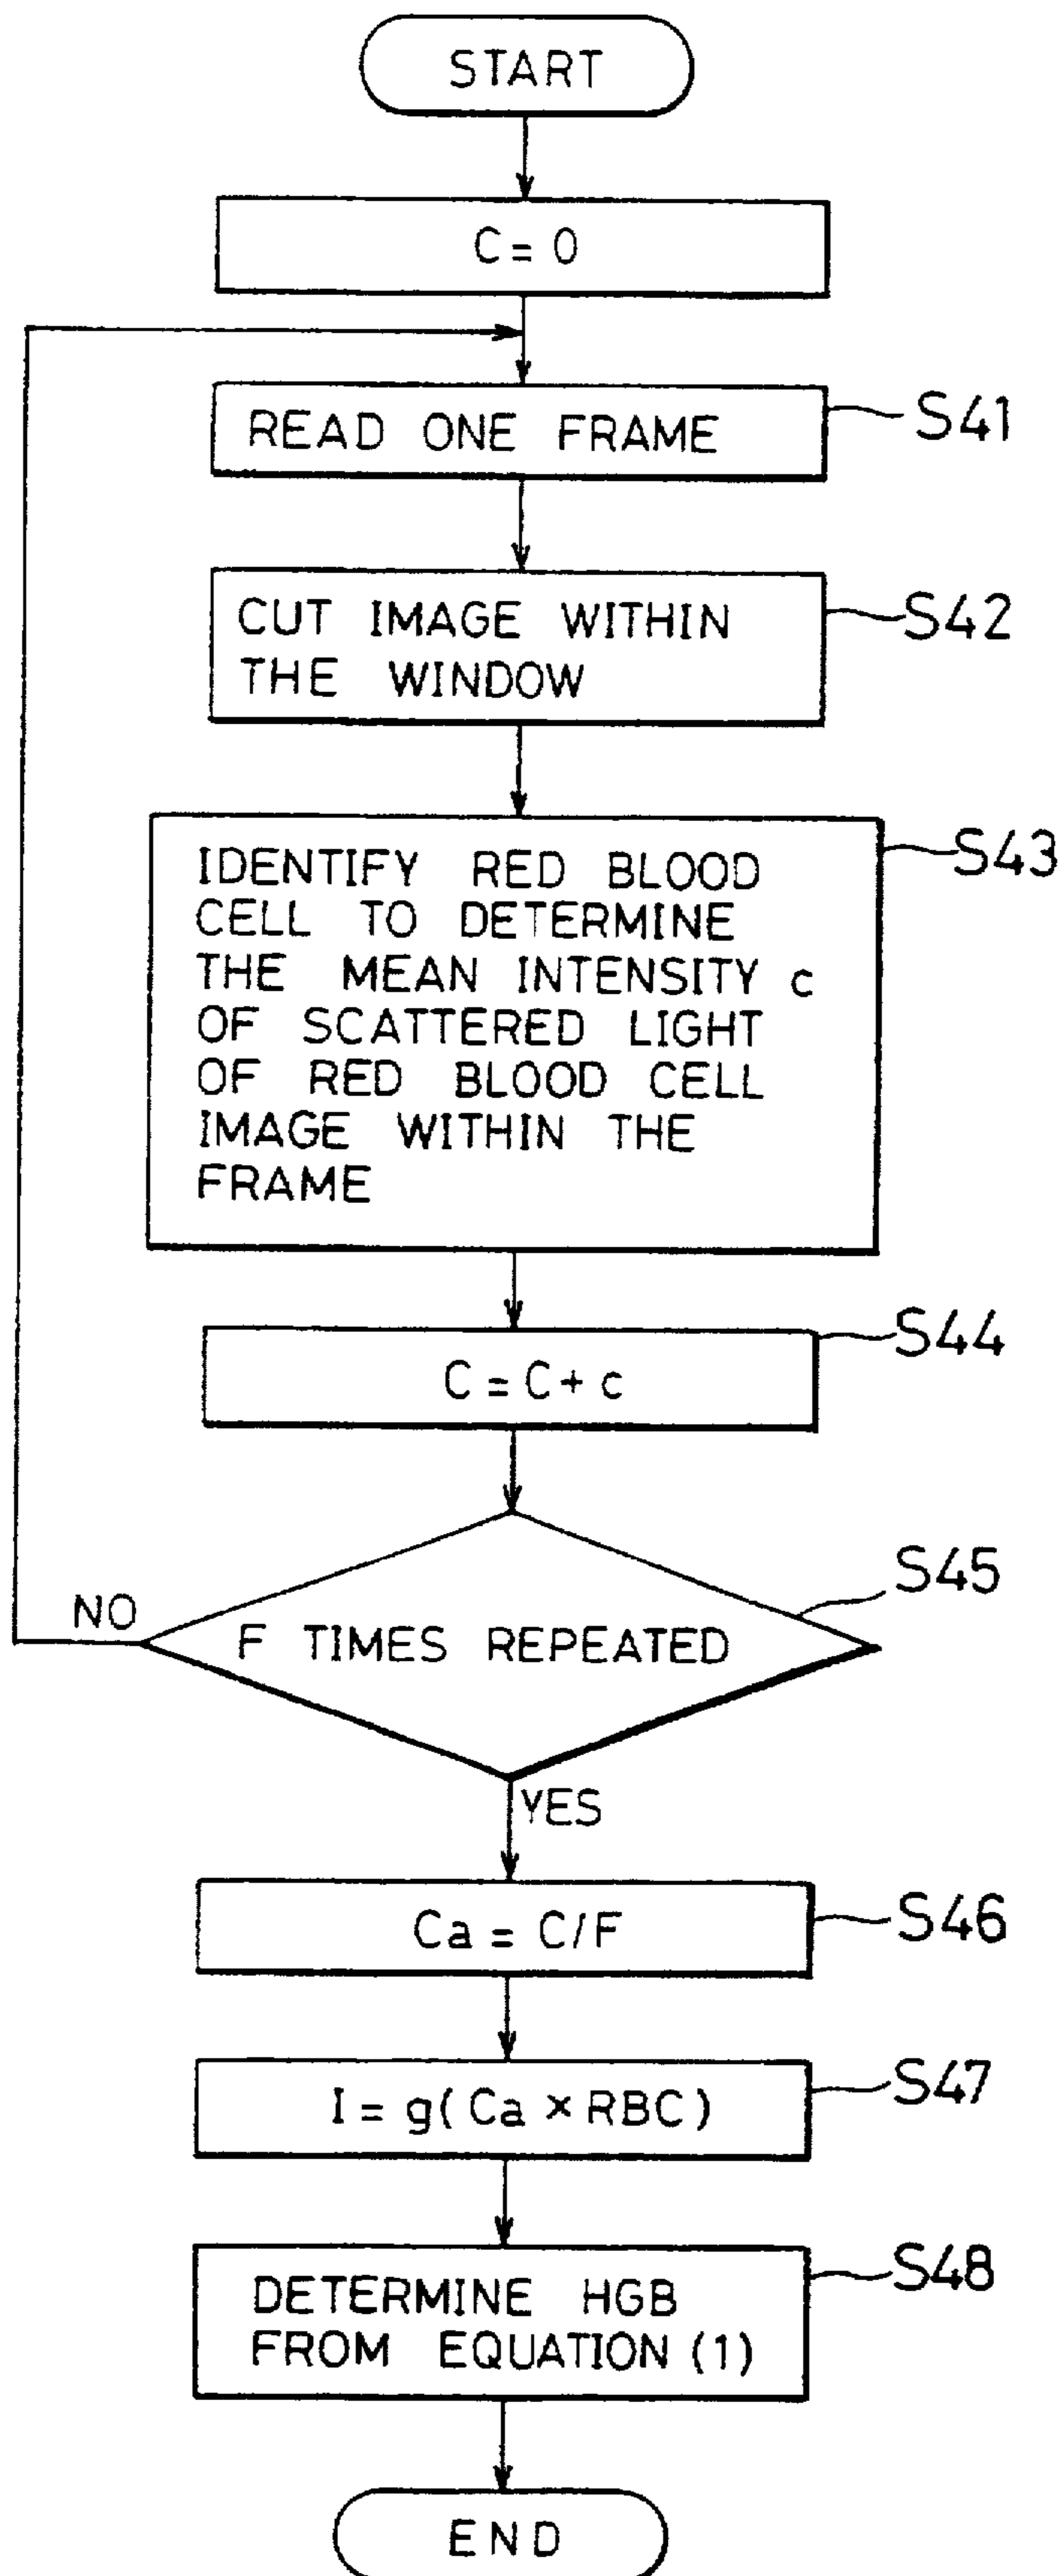 START
C = 0
READ ONE FRAME
S41
CUT IMAGE WITHIN
THE WINDOW
S42
IDENTIFY RED BLOOD
CELL TO DETERMINE
THE MEAN INTENSITY c
OF SCATTERED LIGHT
OF RED BLOOD CELL
IMAGE WITHIN THE
FRAME
S43
C = C + c
S44
F TIMES REPEATED
S45
NO
YES
Ca = C/F
S46
I = g( Ca × RBC )
S47
DETERMINE HGB
FROM EQUATION (1)
S48
END